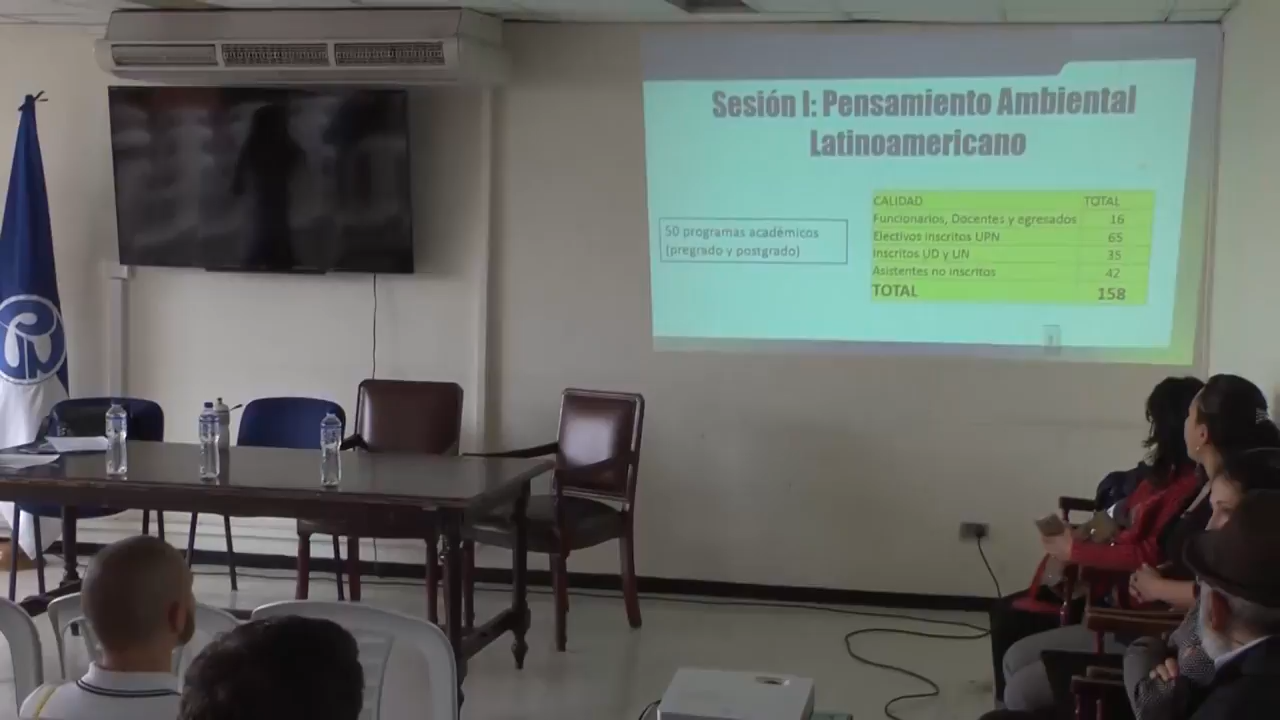 Sesión I: Pensamiento Ambiental
Latinoamericano
50 programas académicos
(pregrado y postgrado)
CALIDAD TOTAL
Funcionarios, Docentes y egresados 16
Electivos inscritos UPN 65
Inscritos UD y UN 35
Asistentes no inscritos 42
TOTAL 158